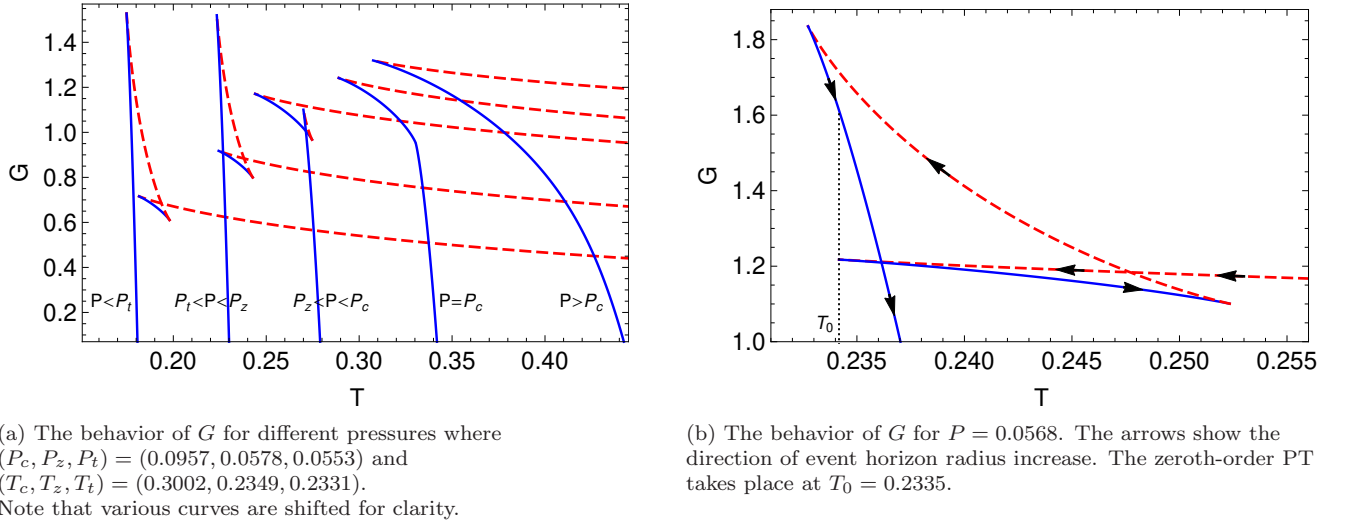 1.4
1.2
1.0
0.8
0.6
0.4
0.2
G
P<P_t
P_t<P<P_z
P_z<P<P_c
P=P_c
P>P_c
0.20
0.25
0.30
0.35
0.40
T
(a) The behavior of G for different pressures where
(P_c, P_z, P_t) = (0.0957, 0.0578, 0.0553) and
(T_c, T_z, T_t) = (0.3002, 0.2349, 0.2331).
Note that various curves are shifted for clarity.
1.8
1.6
1.4
1.2
1.0
G
T_0
0.235
0.240
0.245
0.250
0.255
T
(b) The behavior of G for P = 0.0568. The arrows show the
direction of event horizon radius increase. The zeroth-order PT
takes place at T_0 = 0.2335.